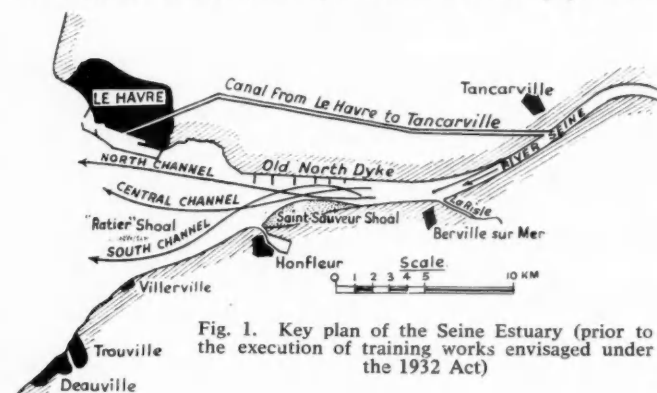 LE HAVRE
Canal From Le Havre to Tancarville
Tancarville
RIVER SEINE
NORTH CHANNEL
Old North Dyke
CENTRAL CHANNEL
"Ratier" Shoal
SOUTH CHANNEL
Saint Sauveur Shoal
La Risle
Berville sur Mer
Honfleur
Villerville
Trouville
Deauville
Scale
0 1 2 3 4 5 10 KM
Fig. 1. Key plan of the Seine Estuary (prior to
the execution of training works envisaged under
the 1932 Act)